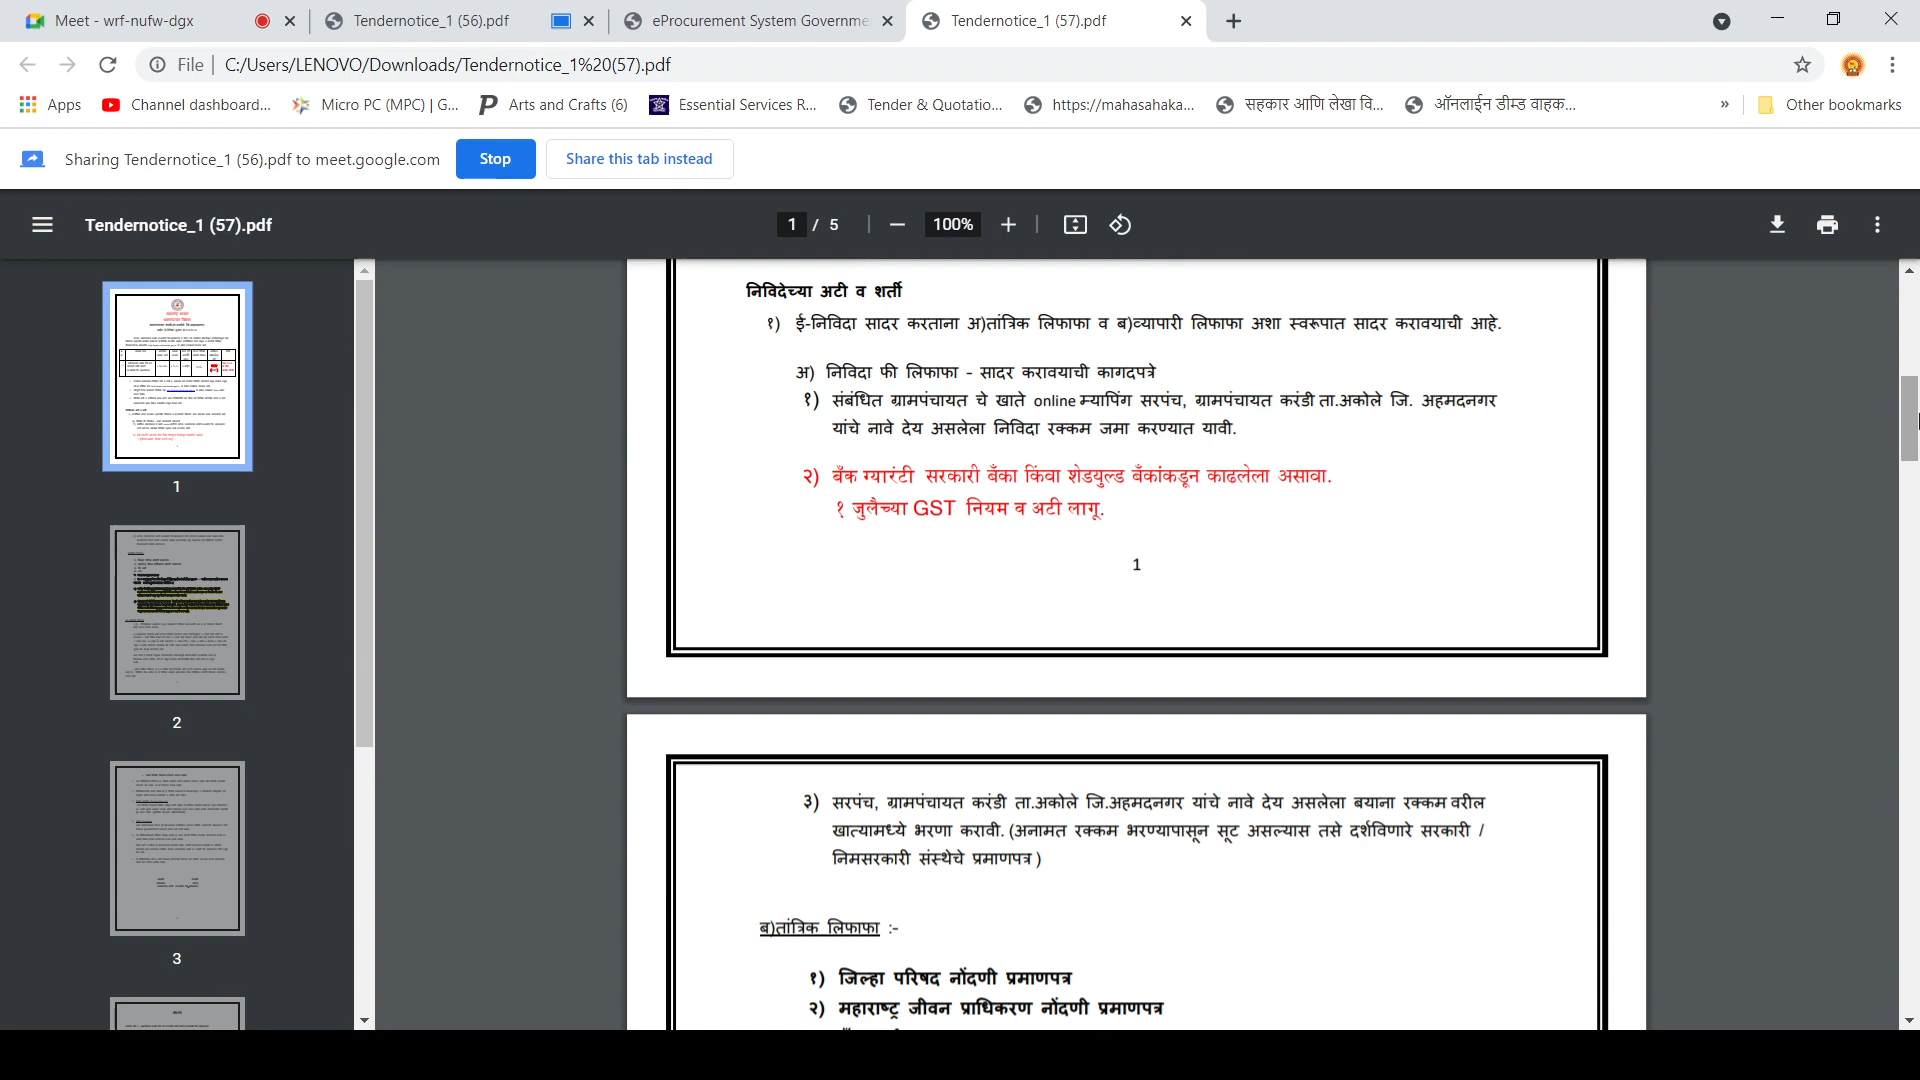 Meet - wrf-nufw-dgx
Tendernotice_1 (56).pdf
eProcurement System Governme
Tendernotice_1 (57).pdf
File
C:/Users/LENOVO/Downloads/Tendernotice_1%20(57).pdf
Apps
Channel dashboard...
Micro PC (MPC) | G...
Arts and Crafts (6)
Essential Services R...
Tender & Quotatio...
https://mahasahaka...
सहकार आणि लेखा वि...
ऑनलाईन डीम्ड वाहक...
»
Other bookmarks
Sharing Tendernotice_1 (56).pdf to meet.google.com
Stop
Share this tab instead
Tendernotice_1 (57).pdf
1 / 5
100%
निविदेच्या अटी व शर्ती
१) ई-निविदा सादर करताना अ)तांत्रिक लिफाफा व ब)व्यापारी लिफाफा अशा स्वरूपात सादर करावयाची आहे.
अ) निविदा फी लिफाफा - सादर करावयाची कागदपत्रे
१) संबंधित ग्रामपंचायत चे खाते online म्यापिंग सरपंच, ग्रामपंचायत करंडी ता.अकोले जि. अहमदनगर
यांचे नावे देय असलेला निविदा रक्कम जमा करण्यात यावी.
२) बँक ग्यारंटी सरकारी बँका किंवा शेडयुल्ड बँकांकडून काढलेला असावा.
१ जुलैच्या GST नियम व अटी लागू.
1
३) सरपंच, ग्रामपंचायत करंडी ता.अकोले जि.अहमदनगर यांचे नावे देय असलेला बयाना रक्कम वरील
खात्यामध्ये भरणा करावी. (अनामत रक्कम भरण्यापासून सूट असल्यास तसे दर्शविणारे सरकारी /
निमसरकारी संस्थेचे प्रमाणपत्र )
ब)तांत्रिक लिफाफा :-
१) जिल्हा परिषद नोंदणी प्रमाणपत्र
२) महाराष्ट्र जीवन प्राधिकरण नोंदणी प्रमाणपत्र
1
2
3